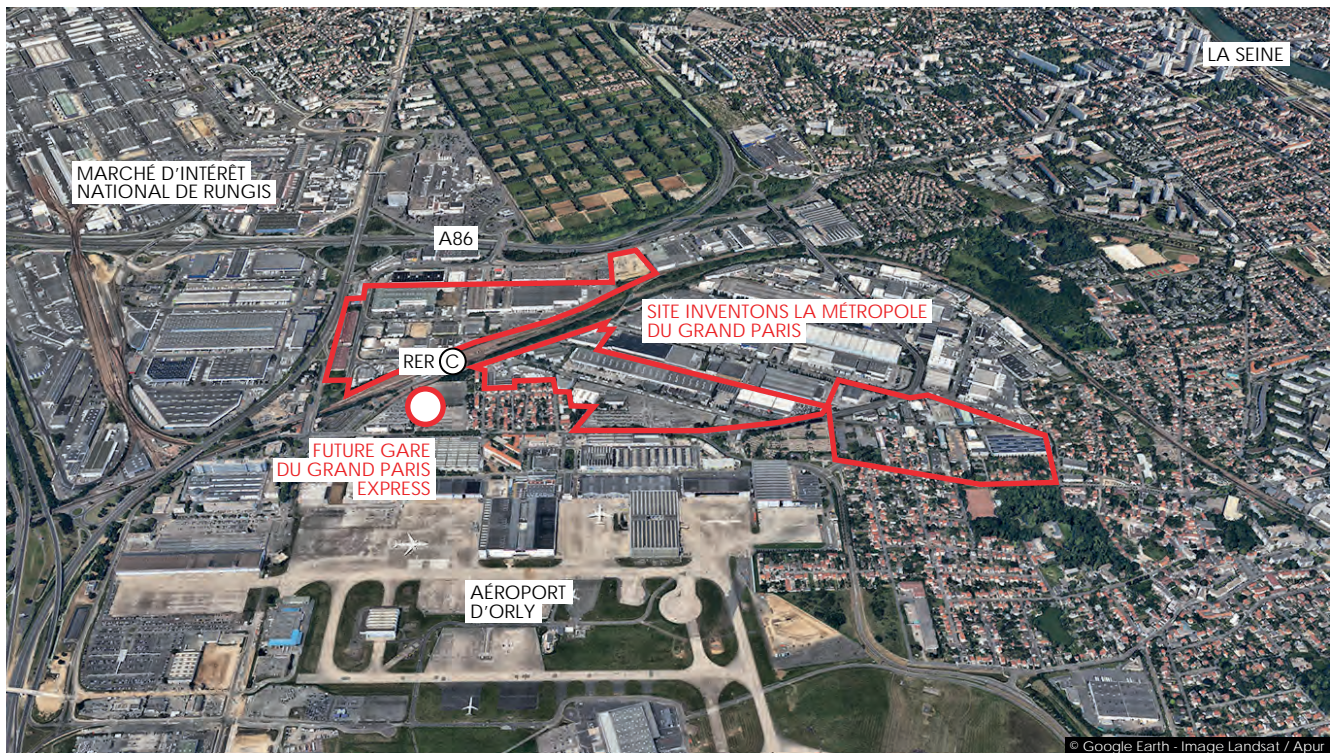 LA SEINE
MARCHÉ D'INTÉRÊT
NATIONAL DE RUNGIS
A86
SITE INVENTONS LA MÉTROPOLE
DU GRAND PARIS
RER C
FUTURE GARE
DU GRAND PARIS
EXPRESS
AÉROPORT
D'ORLY
© Google Earth - Image Landsat / Apur